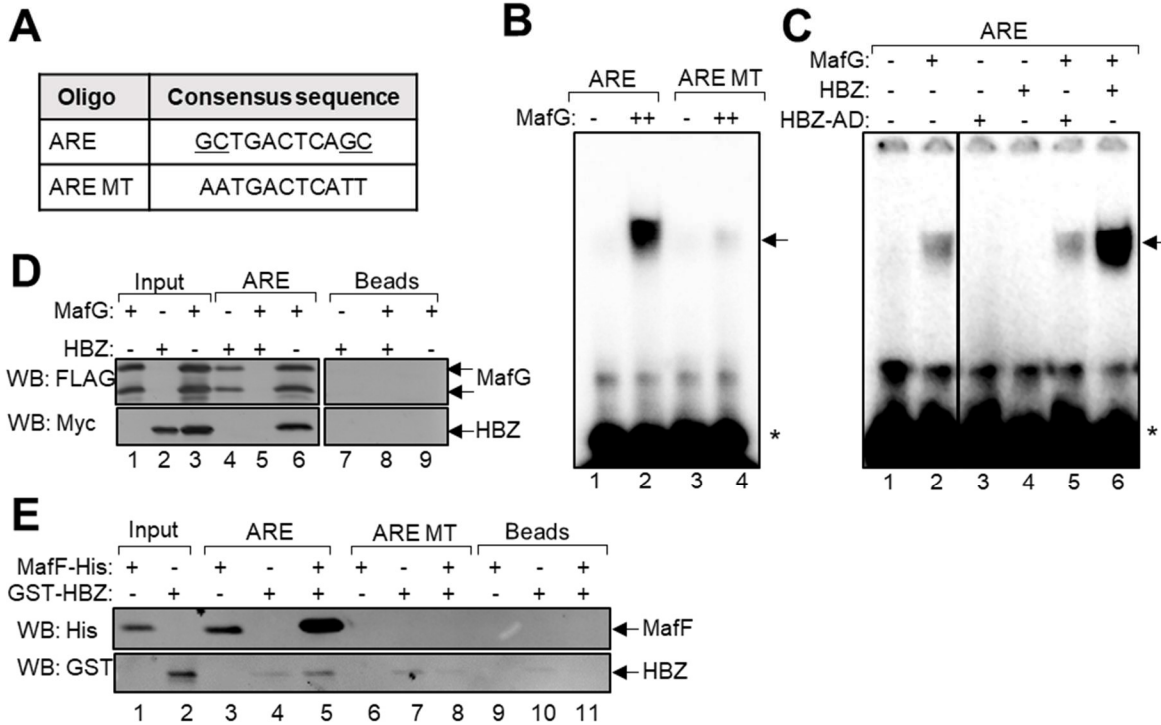 A
Oligo Consensus sequence
ARE GCTGACTCAGC
ARE MT AATGACTCATT
B
ARE ARE MT
MafG: - ++ - ++
*
1 2 3 4
C
ARE
MafG: - + - - + +
HBZ: - - - + - +
HBZ-AD: - - + - + -
*
1 2 3 4 5 6
D
Input ARE Beads
MafG: + - + - + + - + +
HBZ: - + + + + - + + -
WB: FLAG MafG
WB: Myc HBZ
1 2 3 4 5 6 7 8 9
E
Input ARE ARE MT Beads
MafF-His: + - + - + + - + + - +
GST-HBZ: - + - + + - + + - + +
WB: His MafF
WB: GST HBZ
1 2 3 4 5 6 7 8 9 10 11